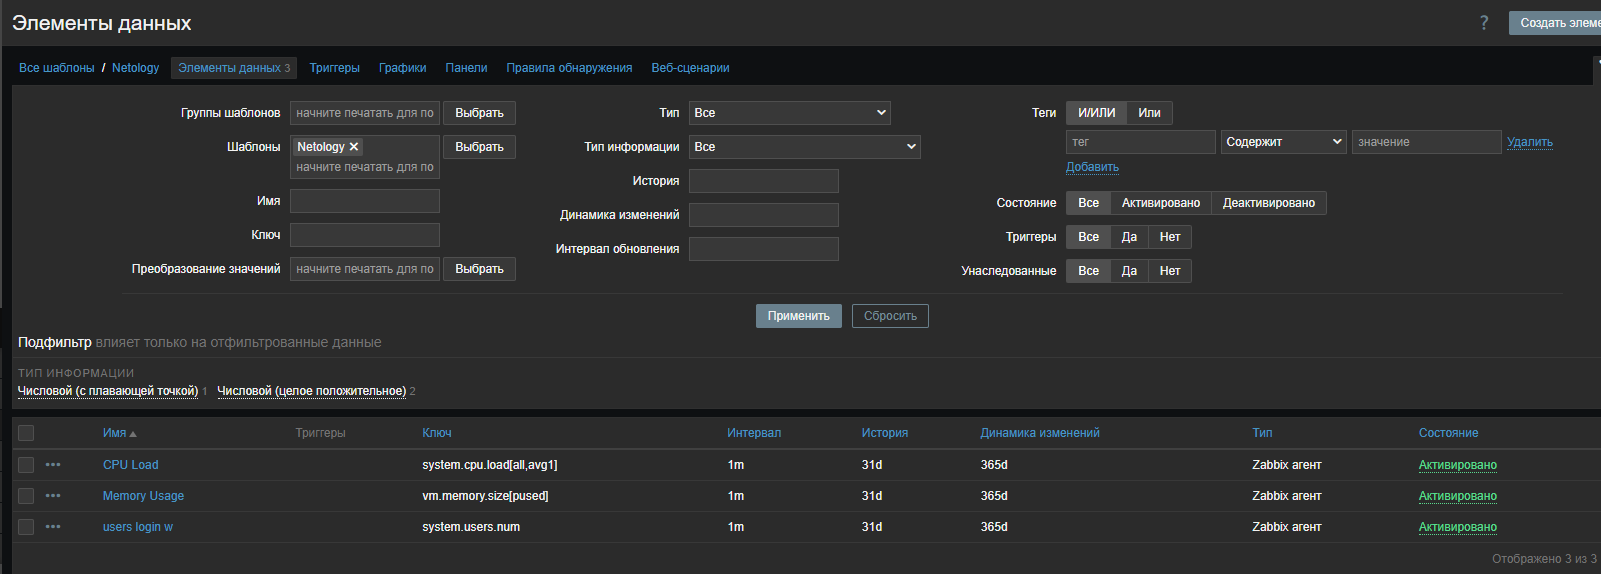 Элементы данных
? Создать элеме
Все шаблоны / Netology Элементы данных 3 Триггеры Графики Панели Правила обнаружения Веб-сценарии
Группы шаблонов начните печатать для по Выбрать Тип Все Теги И/ИЛИ Или
Шаблоны Netology ✕ Выбрать Тип информации Все тег Содержит значение Удалить
начните печатать для по Добавить
История
Имя Состояние Все Активировано Деактивировано
Динамика изменений
Ключ Триггеры Все Да Нет
Интервал обновления
Преобразование значений начните печатать для по Выбрать Унаследованные Все Да Нет
Применить Сбросить
Подфильтр влияет только на отфильтрованные данные
ТИП ИНФОРМАЦИИ
Числовой (с плавающей точкой) 1 Числовой (целое положительное) 2
Имя Триггеры Ключ Интервал История Динамика изменений Тип Состояние
CPU Load system.cpu.load[all,avg1] 1m 31d 365d Zabbix агент Активировано
Memory Usage vm.memory.size[pused] 1m 31d 365d Zabbix агент Активировано
users login w system.users.num 1m 31d 365d Zabbix агент Активировано
Отображено 3 из 3